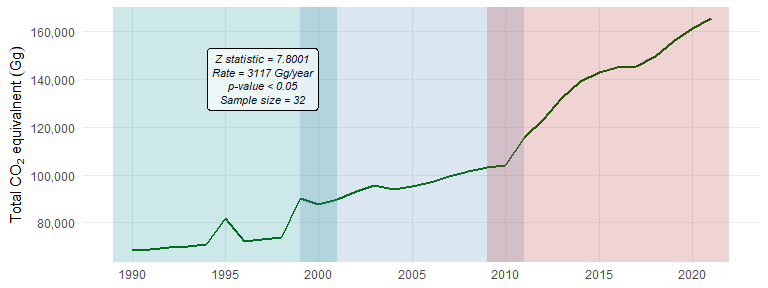 Total CO₂ equivalnent (Gg)
160,000
140,000
120,000
100,000
80,000
Z statistic = 7.8001
Rate = 3117 Gg/year
p-value < 0.05
Sample size = 32
1990 1995 2000 2005 2010 2015 2020